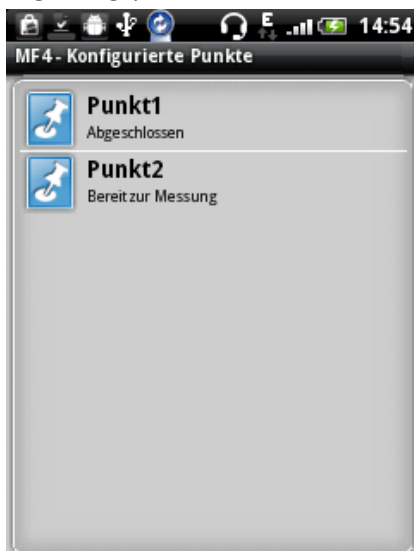 E 14:54
MF4 - Konfigurierte Punkte
Punkt1
Abgeschlossen
Punkt2
Bereit zur Messung